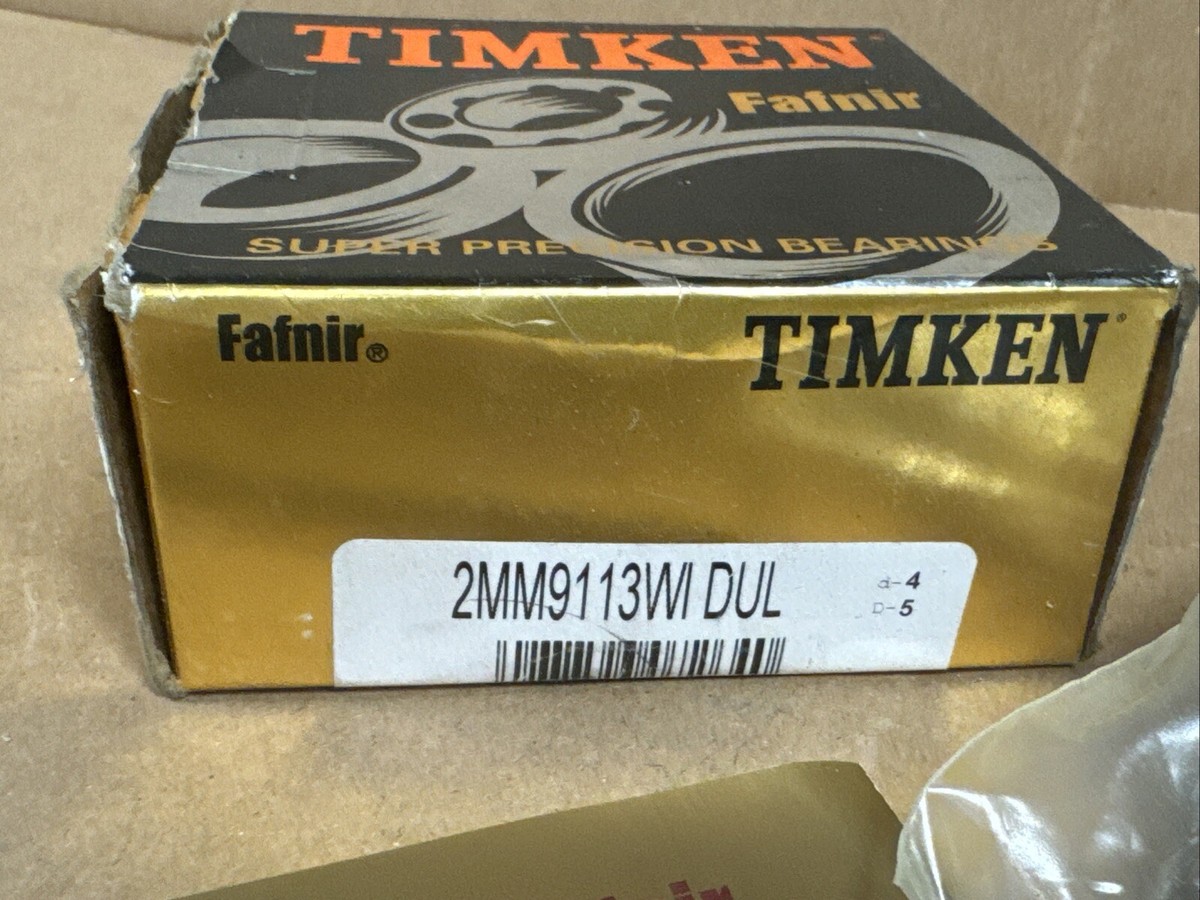 TIMKEN
Fafnir
SUPER PRECISION BEARINGS
Fafnir®
TIMKEN®
2MM9113WI DUL
d-4
D-5